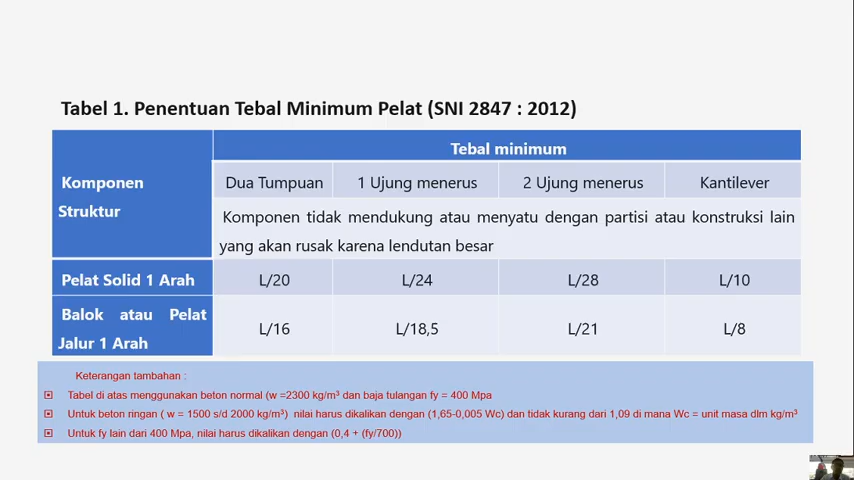 Tabel 1. Penentuan Tebal Minimum Pelat (SNI 2847 : 2012)
Komponen Struktur
Tebal minimum
Dua Tumpuan 1 Ujung menerus 2 Ujung menerus Kantilever
Komponen tidak mendukung atau menyatu dengan partisi atau konstruksi lain
yang akan rusak karena lendutan besar
Pelat Solid 1 Arah L/20 L/24 L/28 L/10
Balok atau Pelat
Jalur 1 Arah L/16 L/18,5 L/21 L/8
Keterangan tambahan :
Tabel di atas menggunakan beton normal (w =2300 kg/m³ dan baja tulangan fy = 400 Mpa
Untuk beton ringan ( w = 1500 s/d 2000 kg/m³) nilai harus dikalikan dengan (1,65-0,005 Wc) dan tidak kurang dari 1,09 di mana Wc = unit masa dlm kg/m³
Untuk fy lain dari 400 Mpa, nilai harus dikalikan dengan (0,4 + (fy/700))